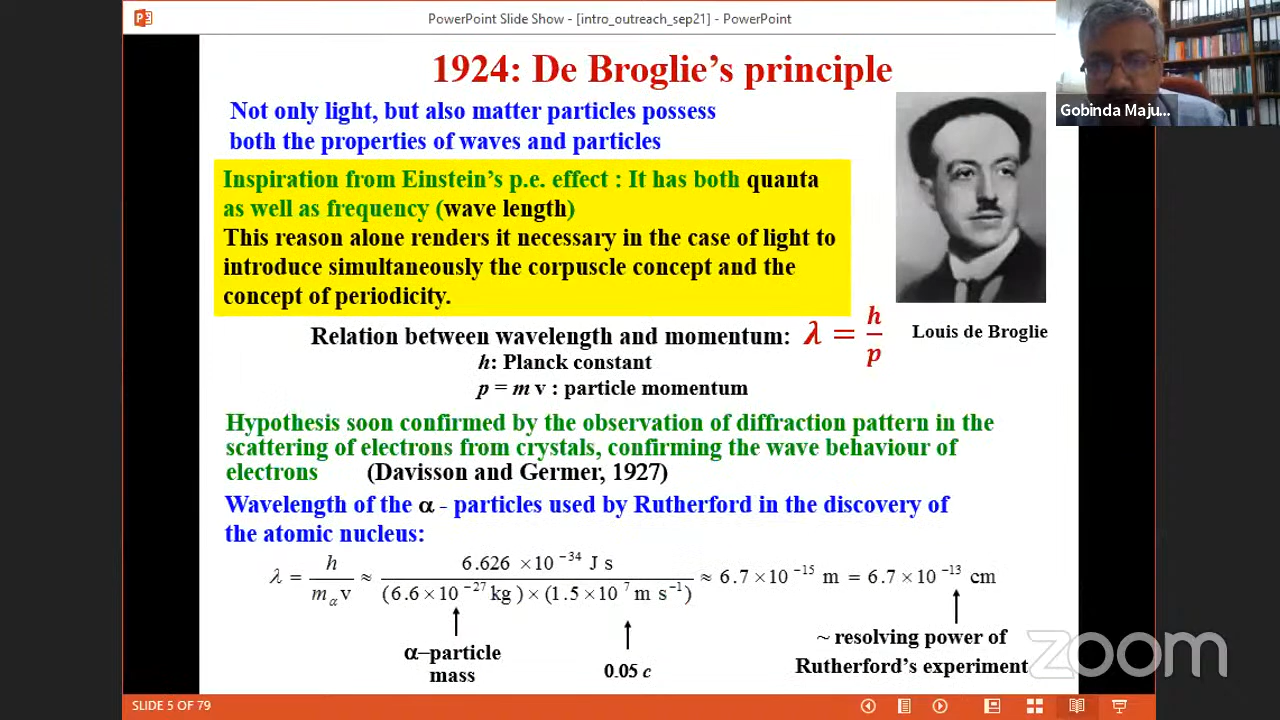 PowerPoint Slide Show - [intro_outreach_sep21] - PowerPoint
1924: De Broglie's principle
Gobinda Maju...
Not only light, but also matter particles possess
both the properties of waves and particles
Inspiration from Einstein's p.e. effect : It has both quanta
as well as frequency (wave length)
This reason alone renders it necessary in the case of light to
introduce simultaneously the corpuscle concept and the
concept of periodicity.
Relation between wavelength and momentum: λ = h/p
Louis de Broglie
h: Planck constant
p = m v : particle momentum
Hypothesis soon confirmed by the observation of diffraction pattern in the
scattering of electrons from crystals, confirming the wave behaviour of
electrons (Davisson and Germer, 1927)
Wavelength of the α - particles used by Rutherford in the discovery of
the atomic nucleus:
λ = h / m_α v ≈ 6.626 ×10⁻³⁴ J s / (6.6×10⁻²⁷ kg ) × (1.5×10⁷ m s⁻¹) ≈ 6.7×10⁻¹⁵ m = 6.7×10⁻¹³ cm
α–particle
mass
0.05 c
~ resolving power of
Rutherford's experiment
zoom
SLIDE 5 OF 79